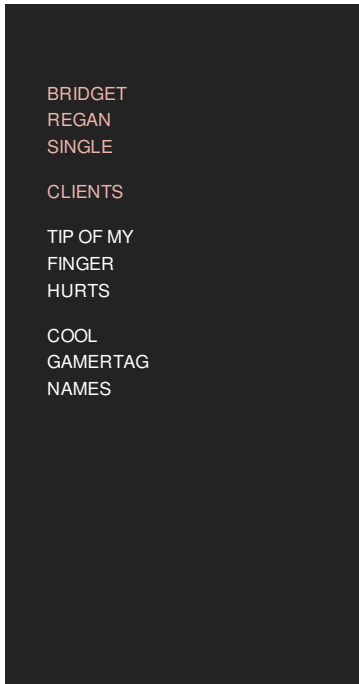 BRIDGET
REGAN
SINGLE
CLIENTS
TIP OF MY
FINGER
HURTS
COOL
GAMERTAG
NAMES